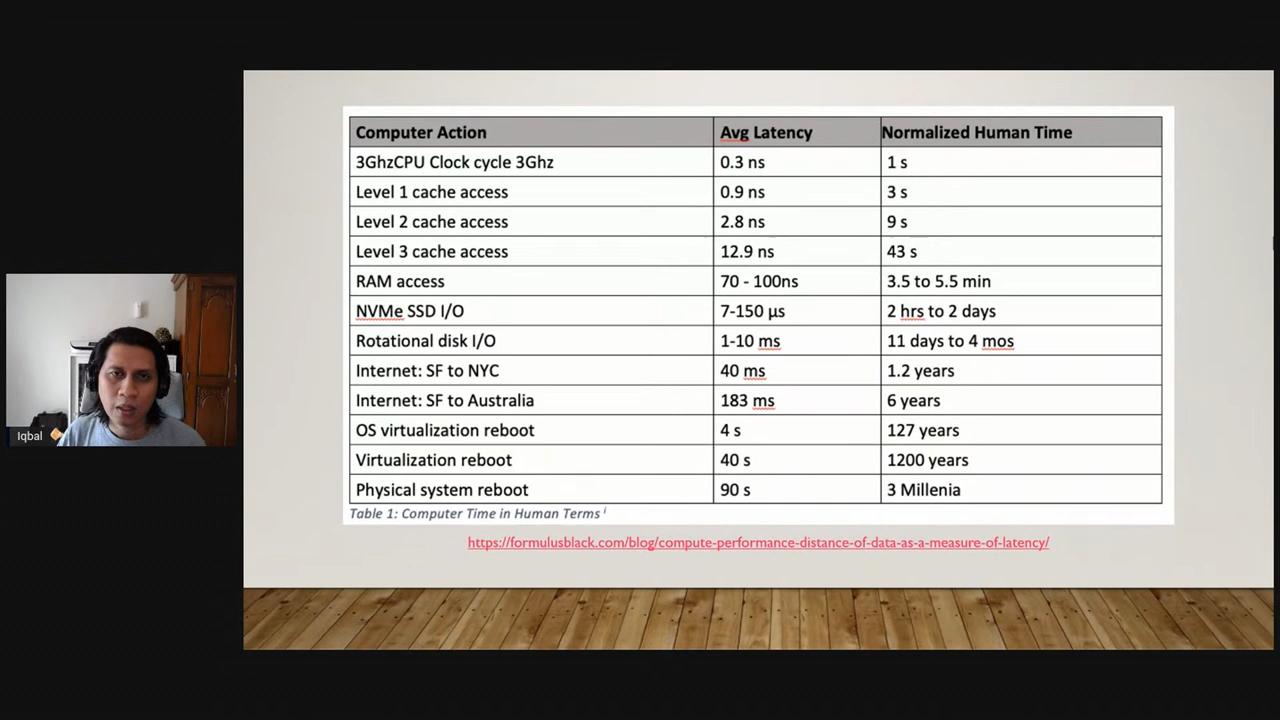 Computer Action Avg Latency Normalized Human Time
3GhzCPU Clock cycle 3Ghz 0.3 ns 1 s
Level 1 cache access 0.9 ns 3 s
Level 2 cache access 2.8 ns 9 s
Level 3 cache access 12.9 ns 43 s
RAM access 70 - 100ns 3.5 to 5.5 min
NVMe SSD I/O 7-150 µs 2 hrs to 2 days
Rotational disk I/O 1-10 ms 11 days to 4 mos
Internet: SF to NYC 40 ms 1.2 years
Internet: SF to Australia 183 ms 6 years
OS virtualization reboot 4 s 127 years
Virtualization reboot 40 s 1200 years
Physical system reboot 90 s 3 Millenia
Table 1: Computer Time in Human Terms i
https://formulusblack.com/blog/compute-performance-distance-of-data-as-a-measure-of-latency/
Iqbal